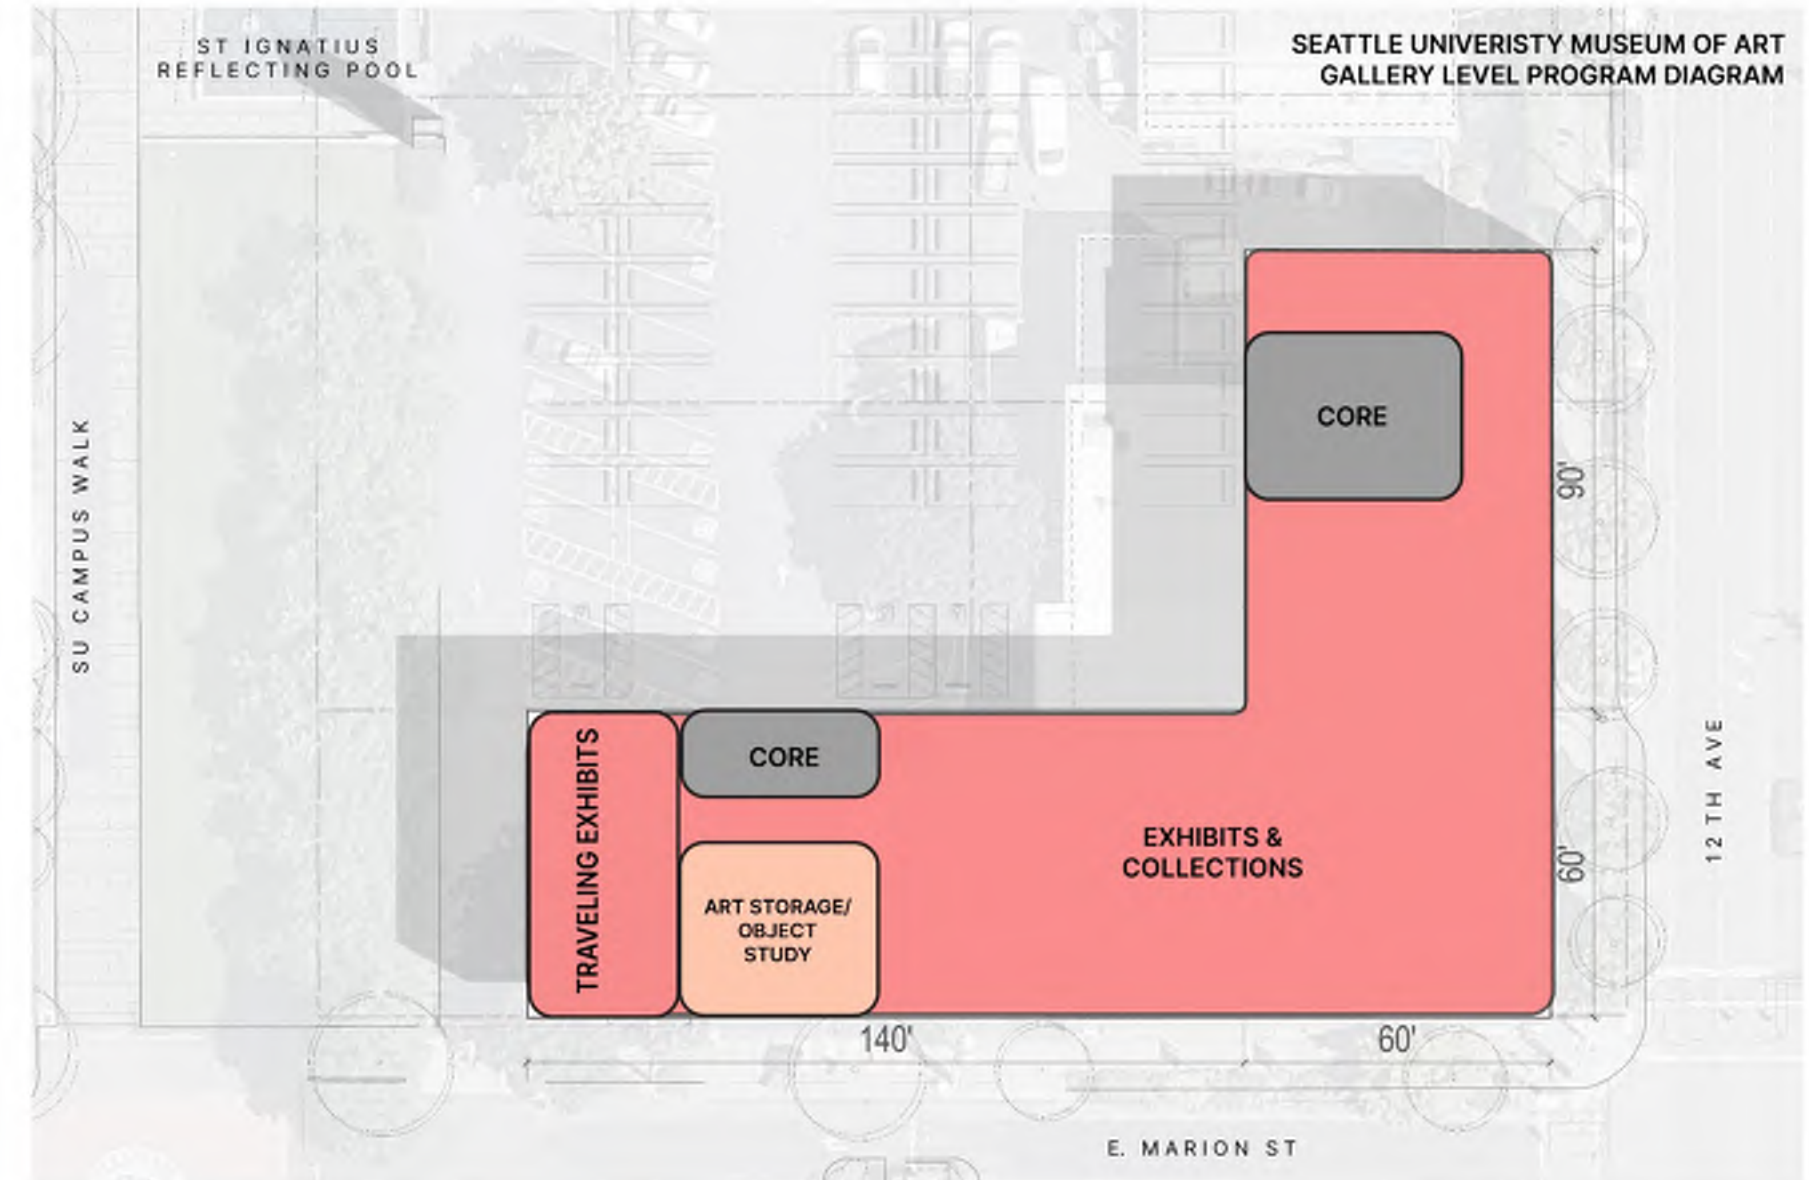 ST IGNATIUS
REFLECTING POOL
SEATTLE UNIVERISTY MUSEUM OF ART
GALLERY LEVEL PROGRAM DIAGRAM
SU CAMPUS WALK
CORE
90'
TRAVELING EXHIBITS
CORE
ART STORAGE/
OBJECT
STUDY
EXHIBITS &
COLLECTIONS
60'
12TH AVE
140'
60'
E. MARION ST